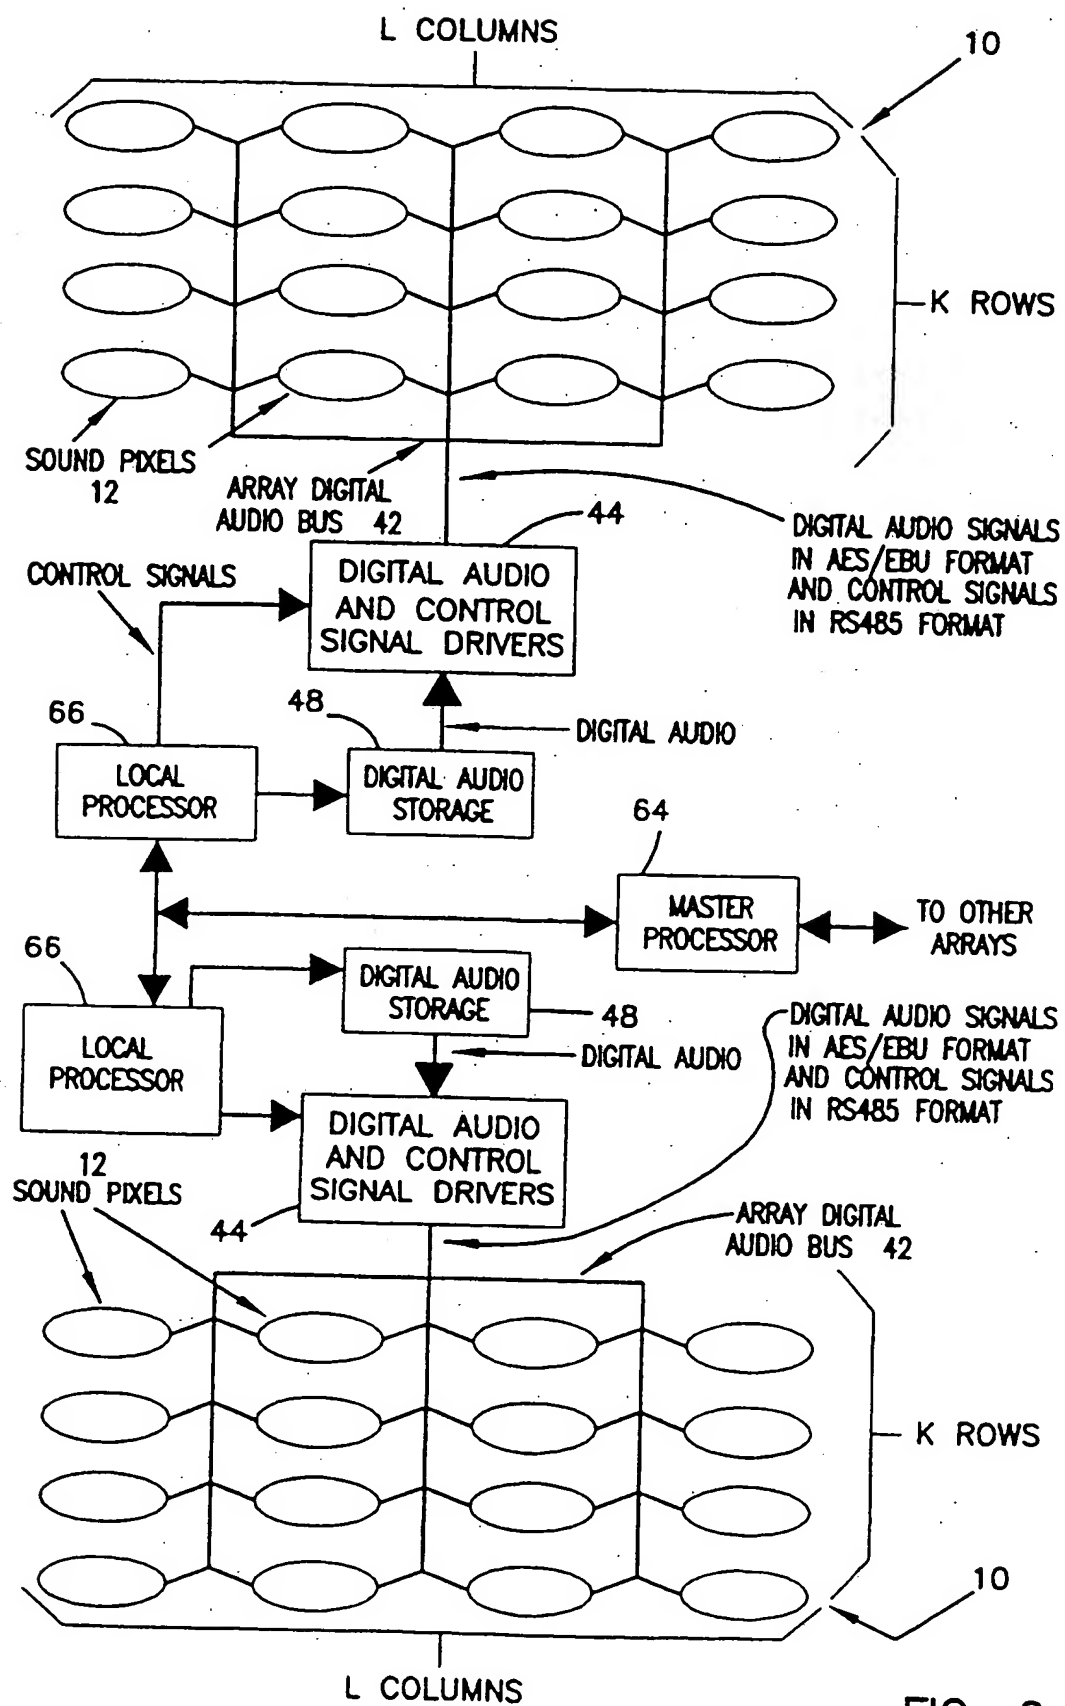 L COLUMNS
10
K ROWS
SOUND PIXELS
12
ARRAY DIGITAL
AUDIO BUS 42
44
DIGITAL AUDIO SIGNALS
IN AES/EBU FORMAT
AND CONTROL SIGNALS
IN RS485 FORMAT
CONTROL SIGNALS
DIGITAL AUDIO
AND CONTROL
SIGNAL DRIVERS
66
48
DIGITAL AUDIO
LOCAL
PROCESSOR
DIGITAL AUDIO
STORAGE
64
MASTER
PROCESSOR
TO OTHER
ARRAYS
66
DIGITAL AUDIO
STORAGE
48
DIGITAL AUDIO SIGNALS
IN AES/EBU FORMAT
AND CONTROL SIGNALS
IN RS485 FORMAT
LOCAL
PROCESSOR
DIGITAL AUDIO
DIGITAL AUDIO
AND CONTROL
SIGNAL DRIVERS
12
SOUND PIXELS
44
ARRAY DIGITAL
AUDIO BUS 42
K ROWS
10
L COLUMNS